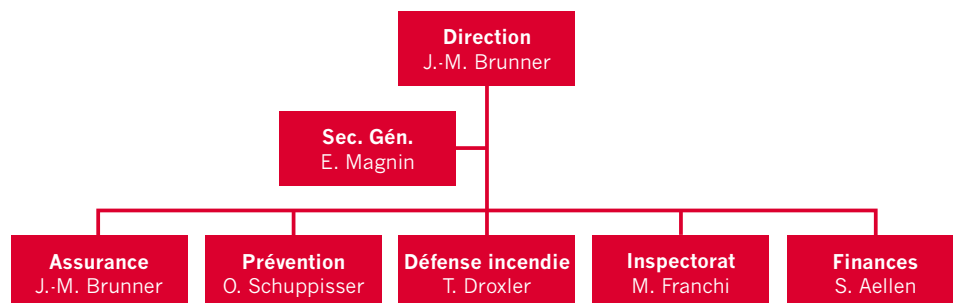 Direction
J.-M. Brunner
Sec. Gén.
E. Magnin
Assurance
J.-M. Brunner
Prévention
O. Schuppisser
Défense incendie
T. Droxler
Inspectorat
M. Franchi
Finances
S. Aellen